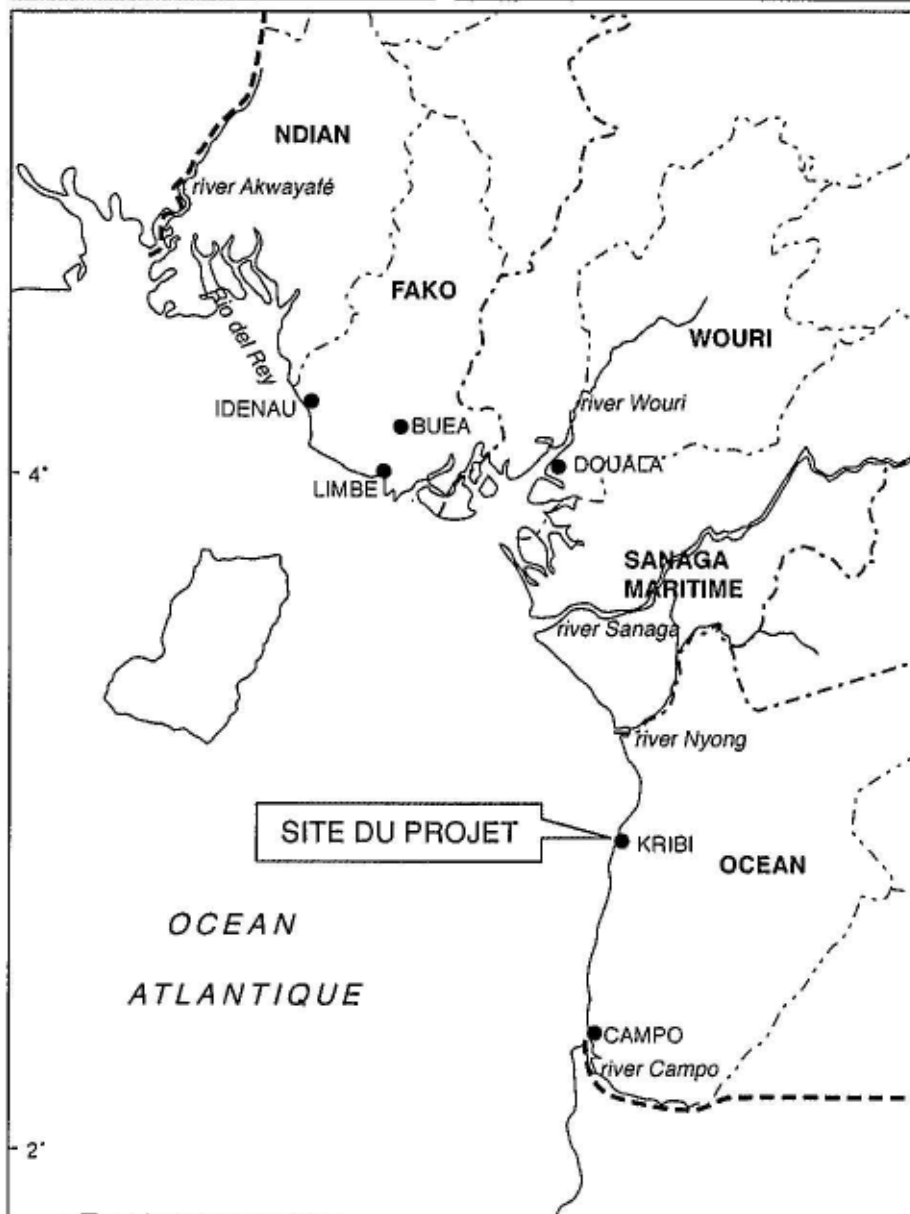 NDIAN
river Akwayafé
FAKO
Rio del Rey
WOURI
IDENAU
river Wouri
BUEA
4°
LIMBE
DOUALA
SANAGA
MARITIME
river Sanaga
river Nyong
SITE DU PROJET
KRIBI
OCEAN
OCEAN
ATLANTIQUE
CAMPO
river Campo
2°